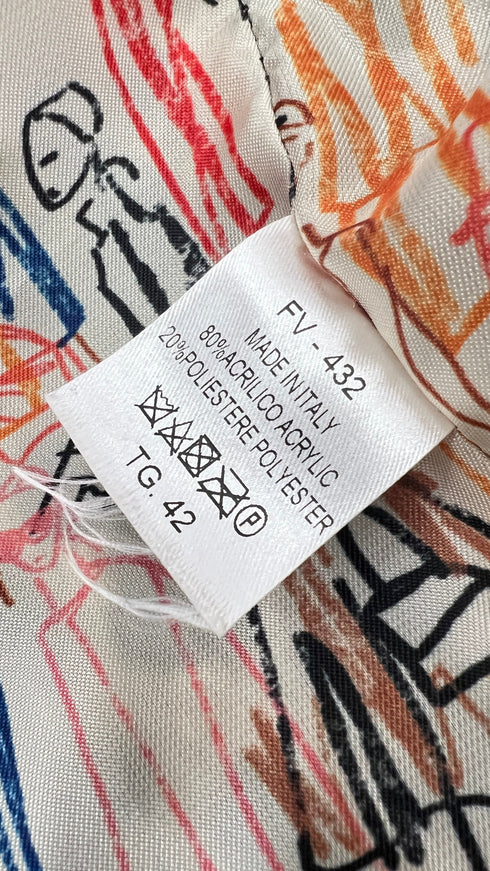 FV - 432
MADE IN ITALY
80%ACRILICO ACRYLIC
20%POLIESTERE POLYESTER
P
TG. 42